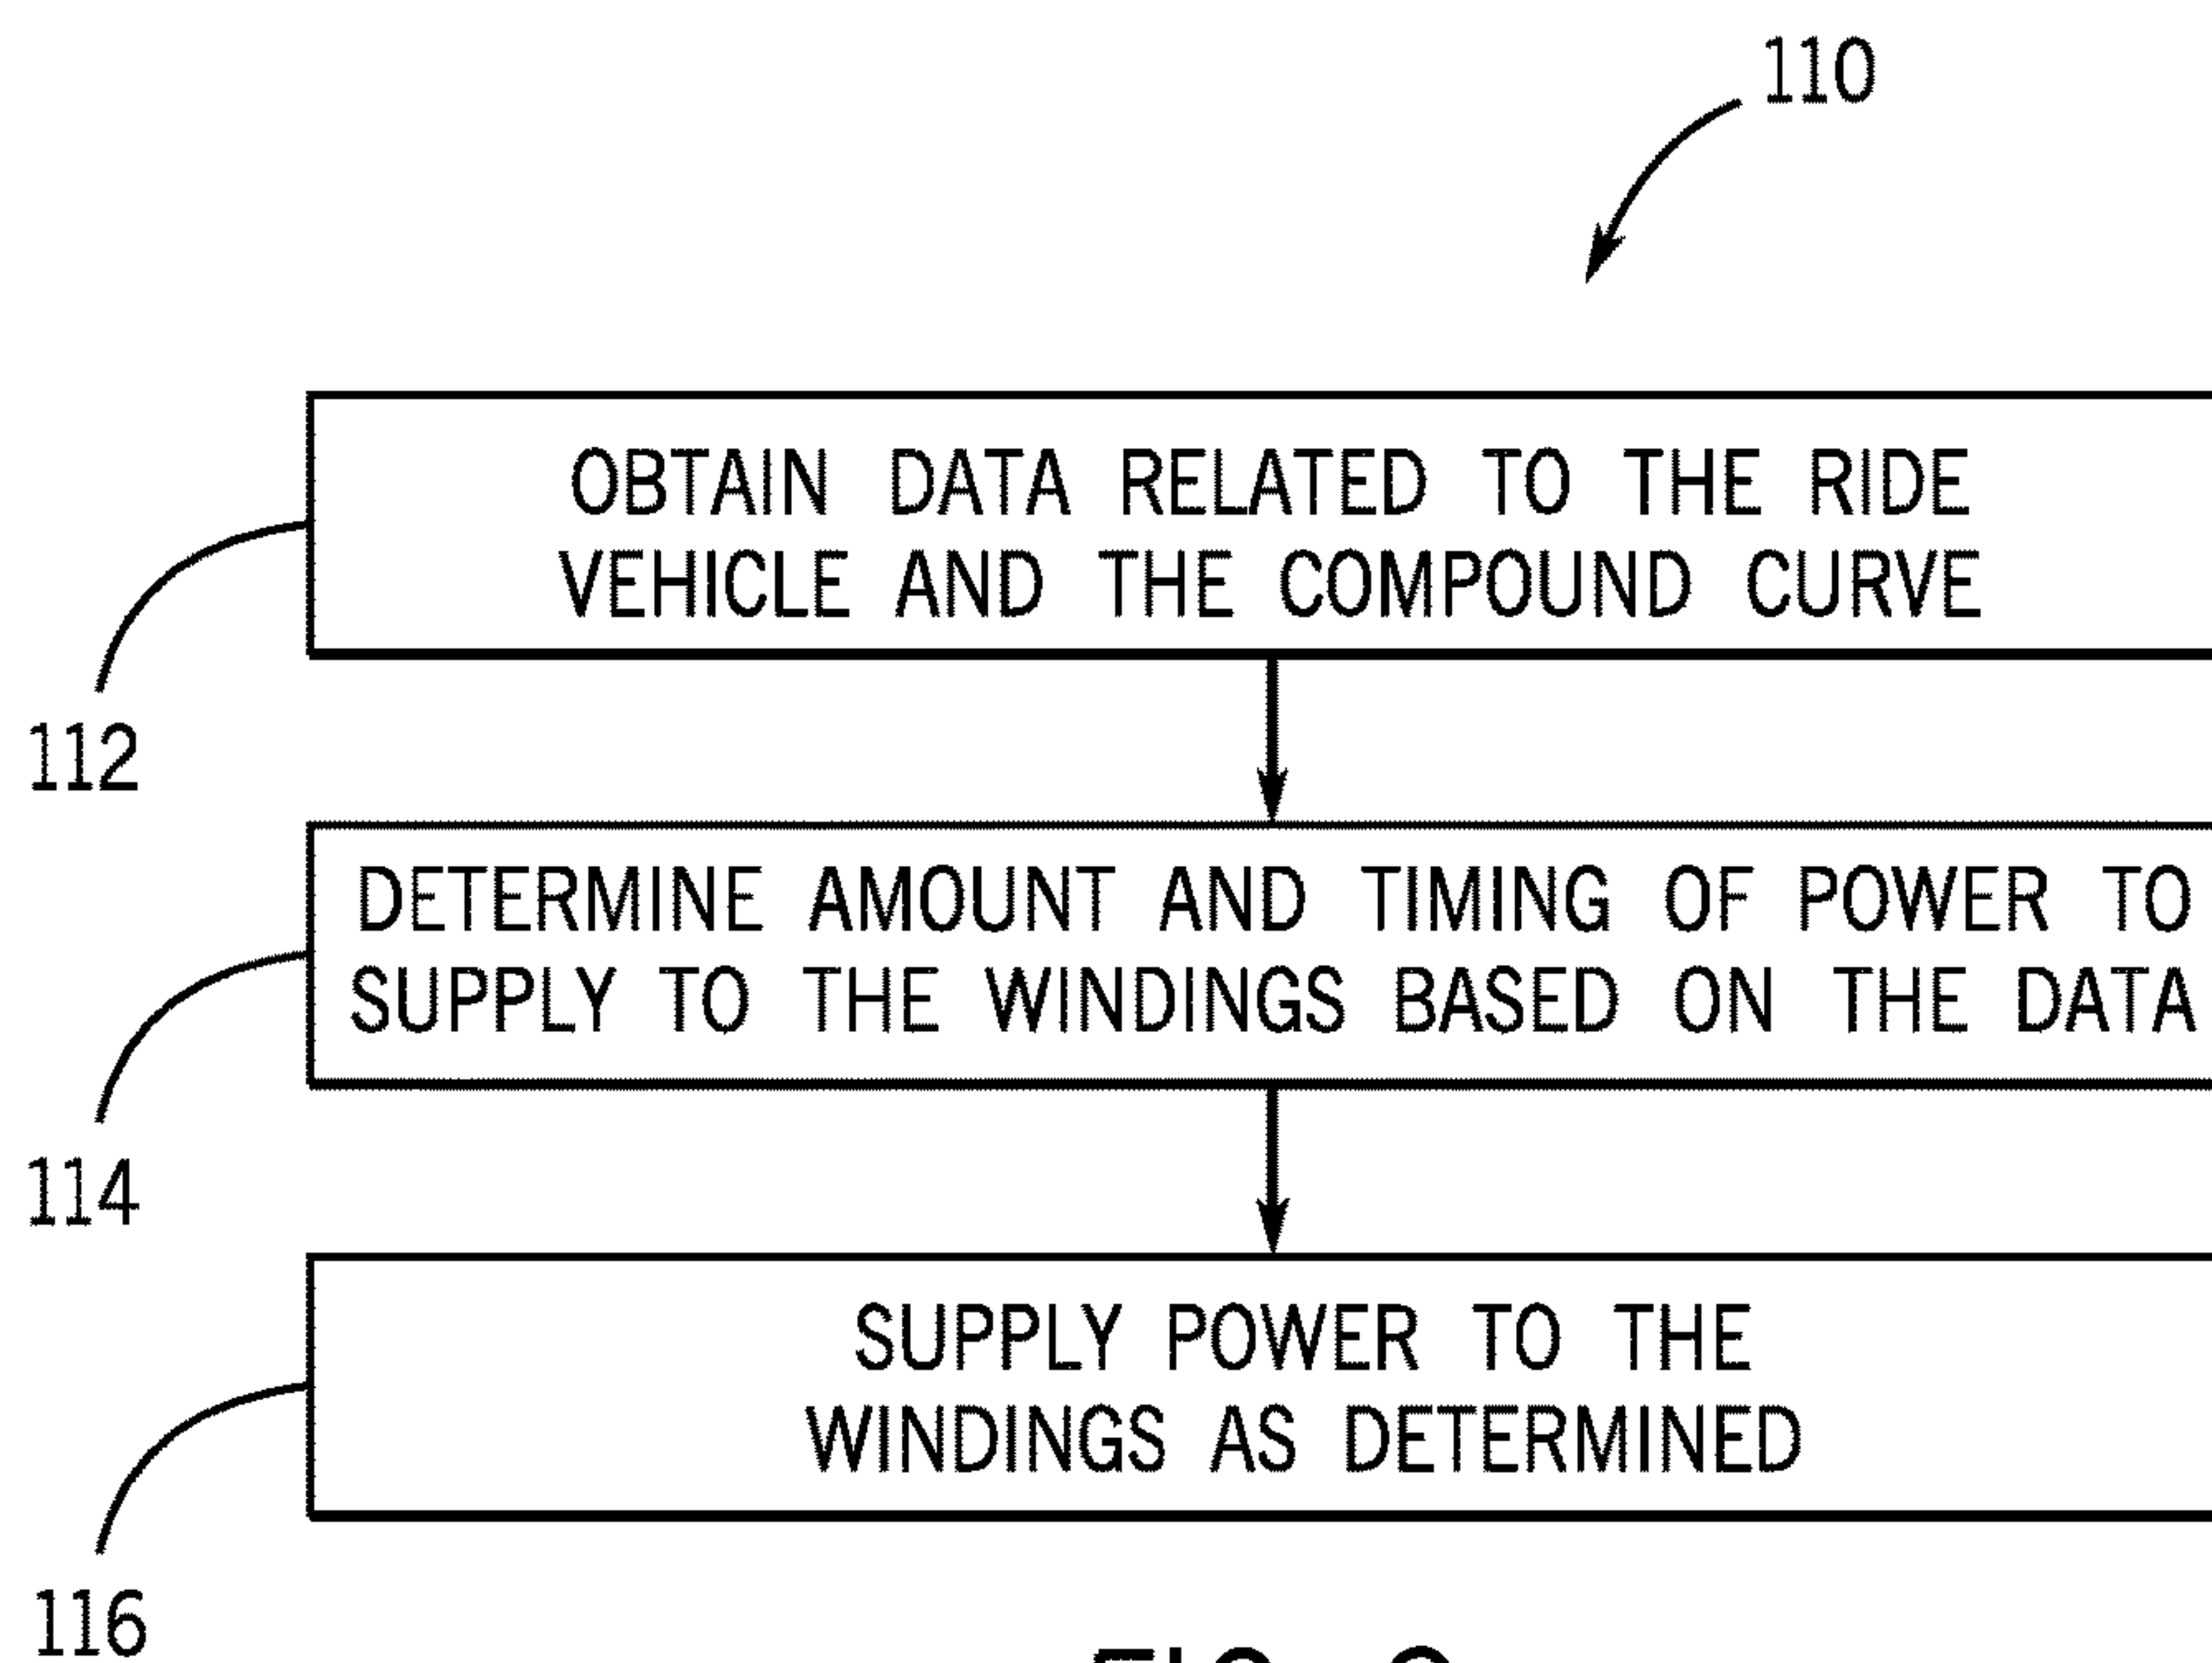 110
OBTAIN DATA RELATED TO THE RIDE
VEHICLE AND THE COMPOUND CURVE
112
DETERMINE AMOUNT AND TIMING OF POWER TO
SUPPLY TO THE WINDINGS BASED ON THE DATA
114
SUPPLY POWER TO THE
WINDINGS AS DETERMINED
116